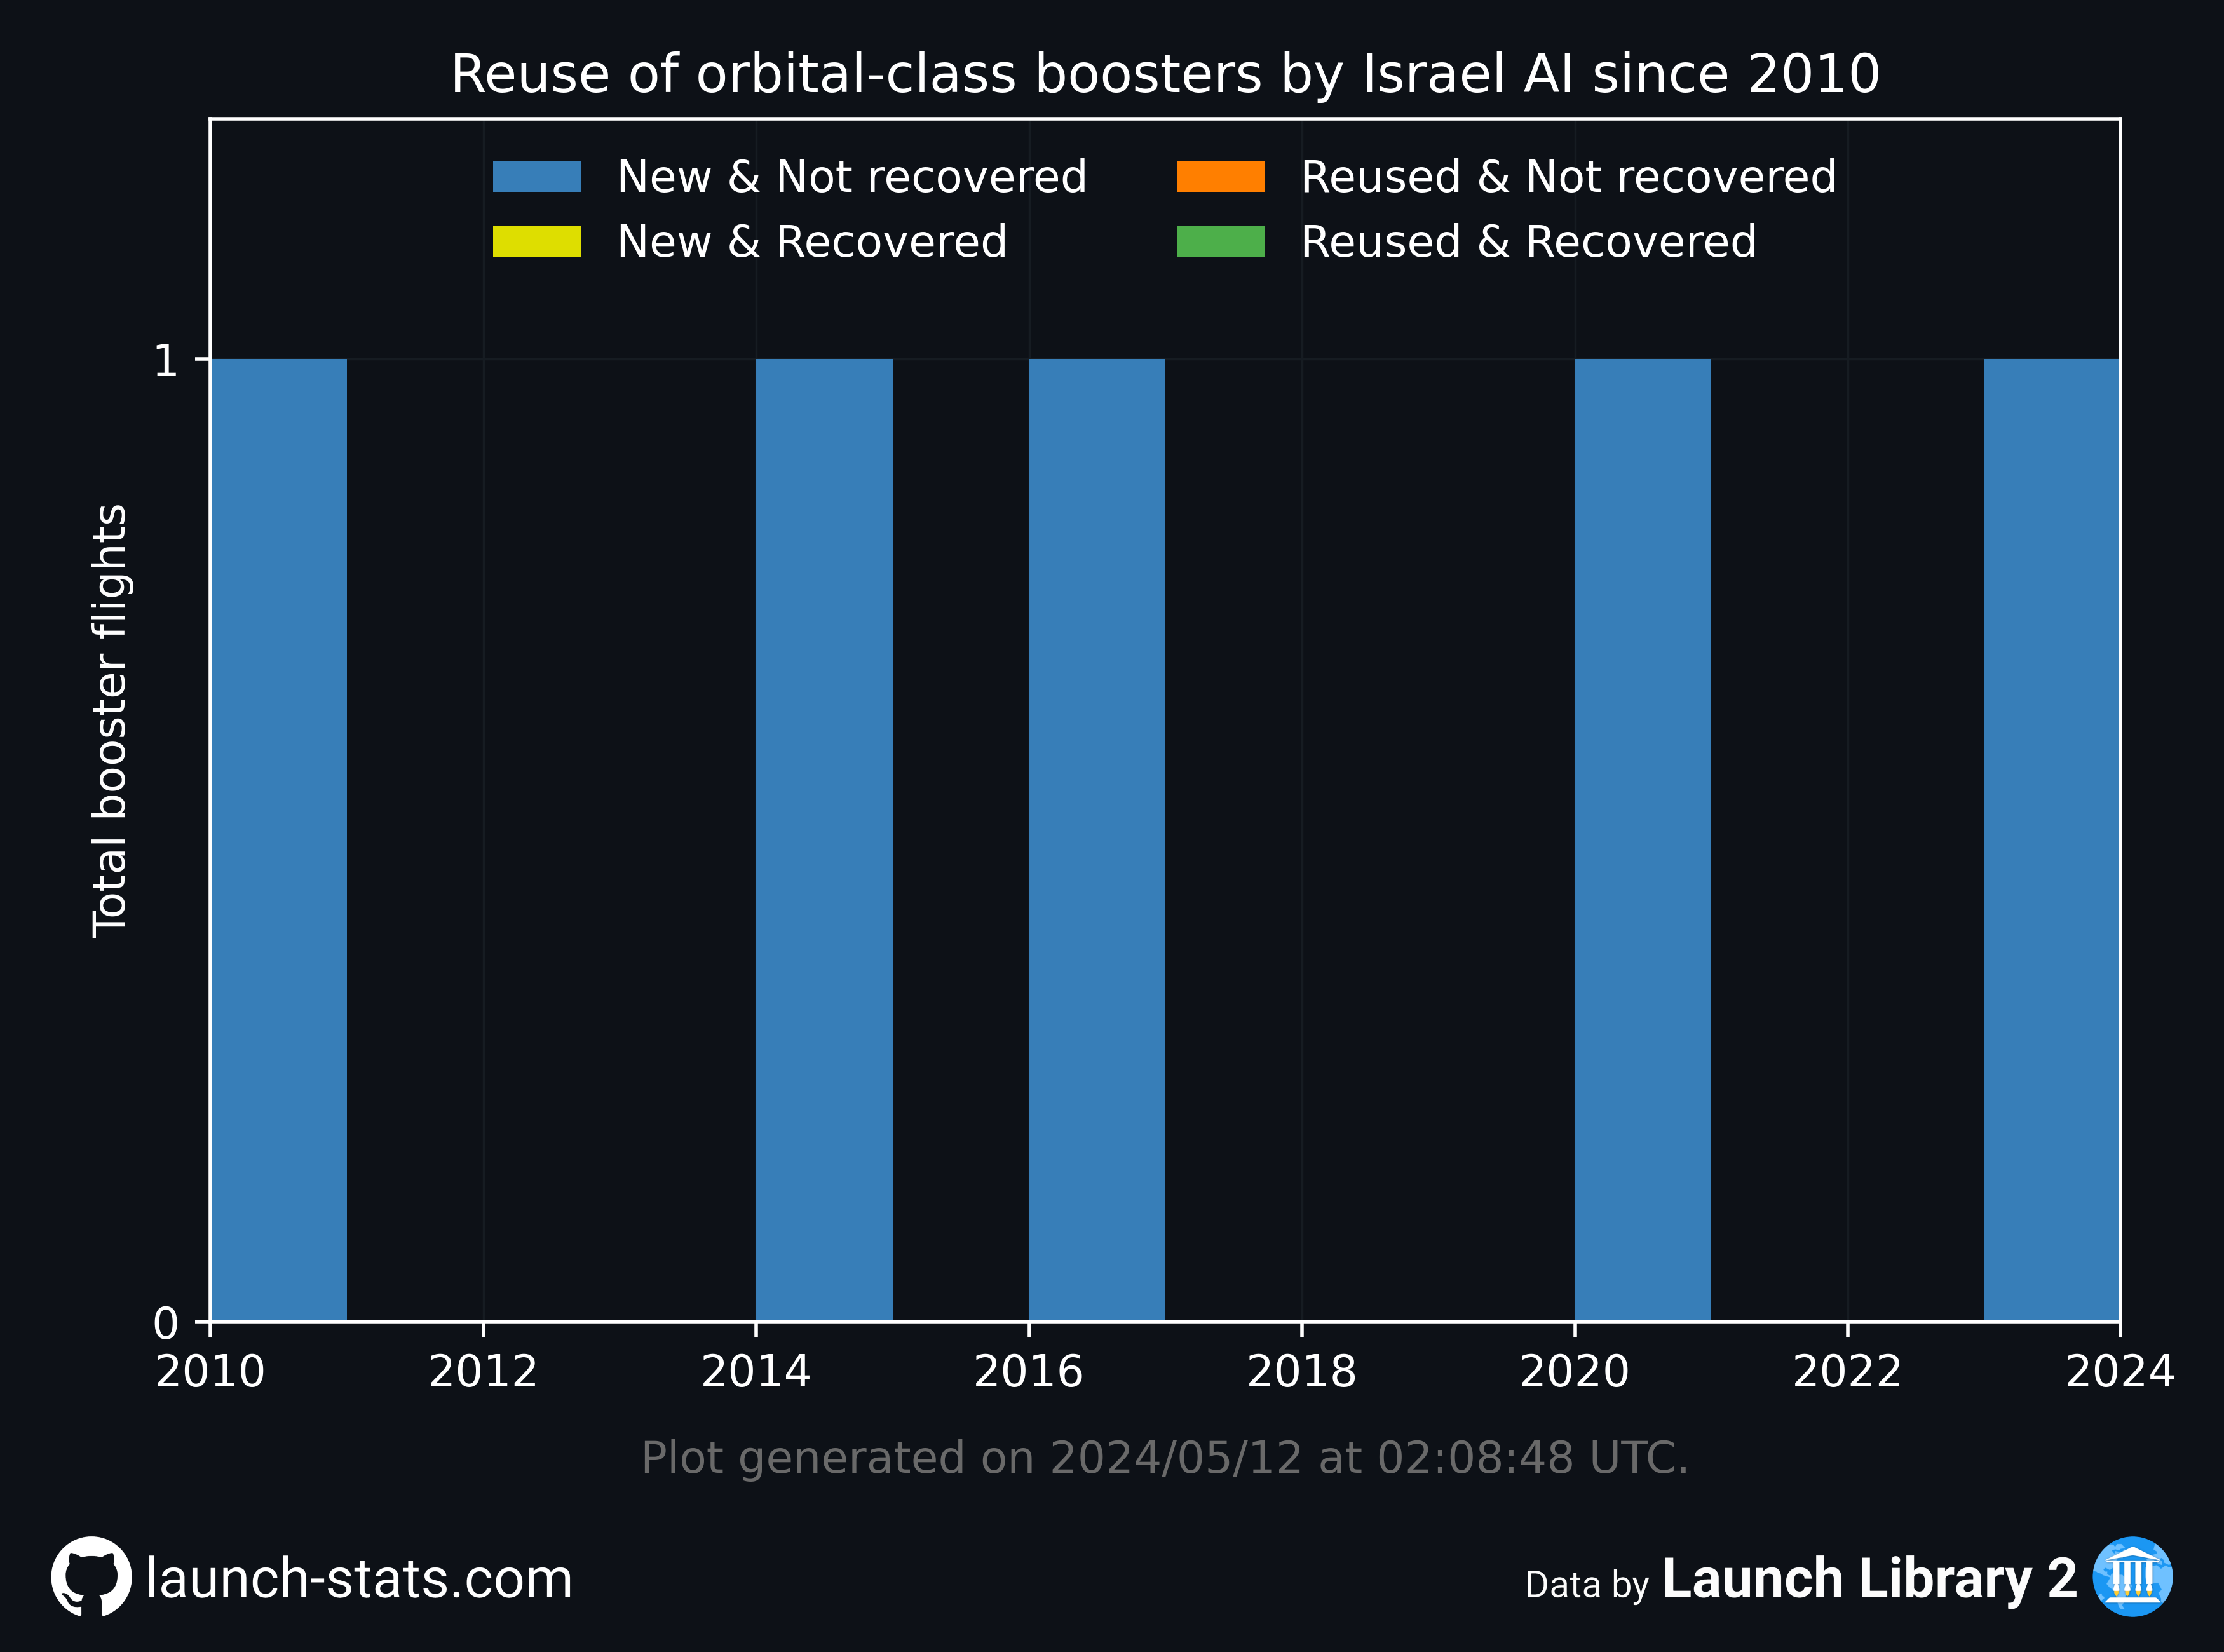 Reuse of orbital-class boosters by Israel AI since 2010
New & Not recovered
New & Recovered
Reused & Not recovered
Reused & Recovered
Total booster flights
1
0
2010 2012 2014 2016 2018 2020 2022 2024
Plot generated on 2024/05/12 at 02:08:48 UTC.
launch-stats.com
Data by Launch Library 2